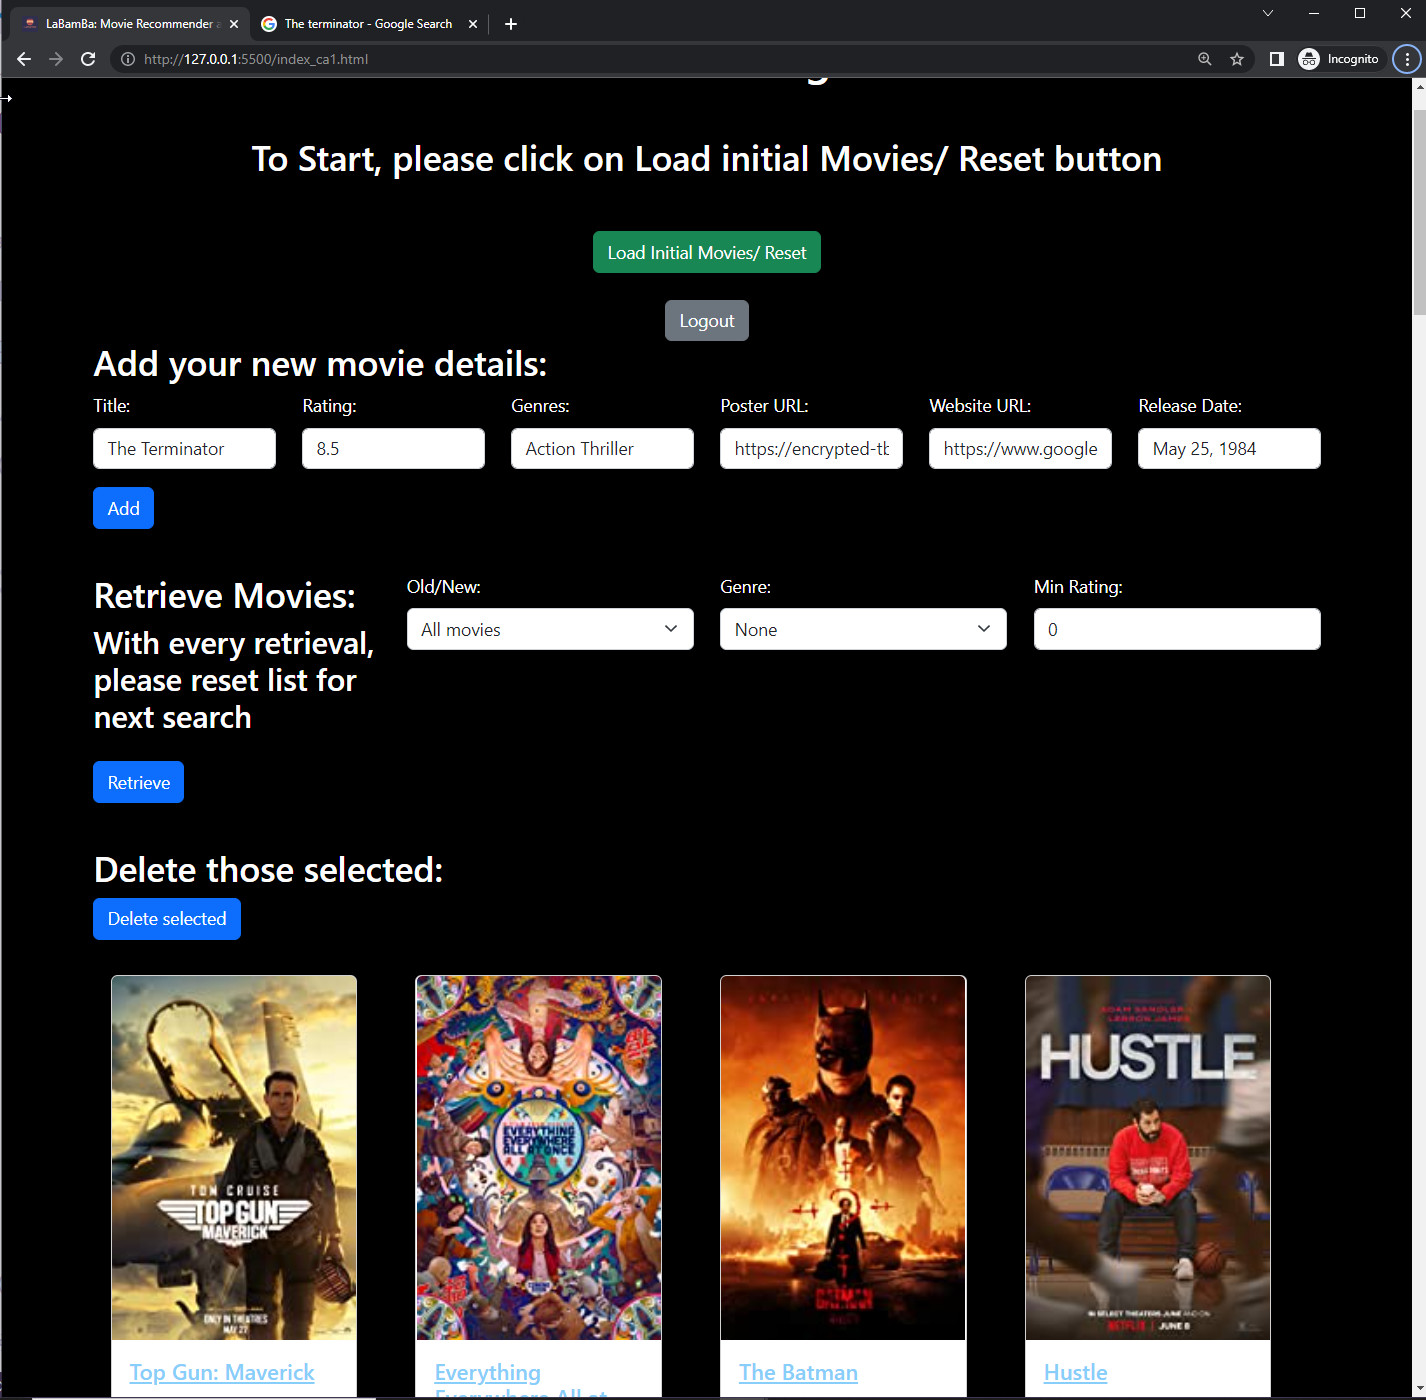 LaBamBa: Movie Recommender a
The terminator - Google Search
http://127.0.0.1:5500/index_ca1.html
Incognito
To Start, please click on Load initial Movies/ Reset button
Load Initial Movies/ Reset
Logout
Add your new movie details:
Title: Rating: Genres: Poster URL: Website URL: Release Date:
The Terminator 8.5 Action Thriller https://encrypted-tb https://www.google May 25, 1984
Add
Retrieve Movies:
Old/New: Genre: Min Rating:
All movies None 0
With every retrieval,
please reset list for
next search
Retrieve
Delete those selected:
Delete selected
TOM CRUISE
TOP GUN
MAVERICK
ONLY IN THEATRES
MAY 27
EVERYTHING
EVERYWHERE
ALL AT ONCE
COMING
THE
BATMAN
ADAM SANDLER
LEBRON JAMES
HUSTLE
IN SELECT THEATERS JUNE AND ON
NETFLIX | JUNE 8
Top Gun: Maverick
Everything
Everywhere All at
The Batman
Hustle